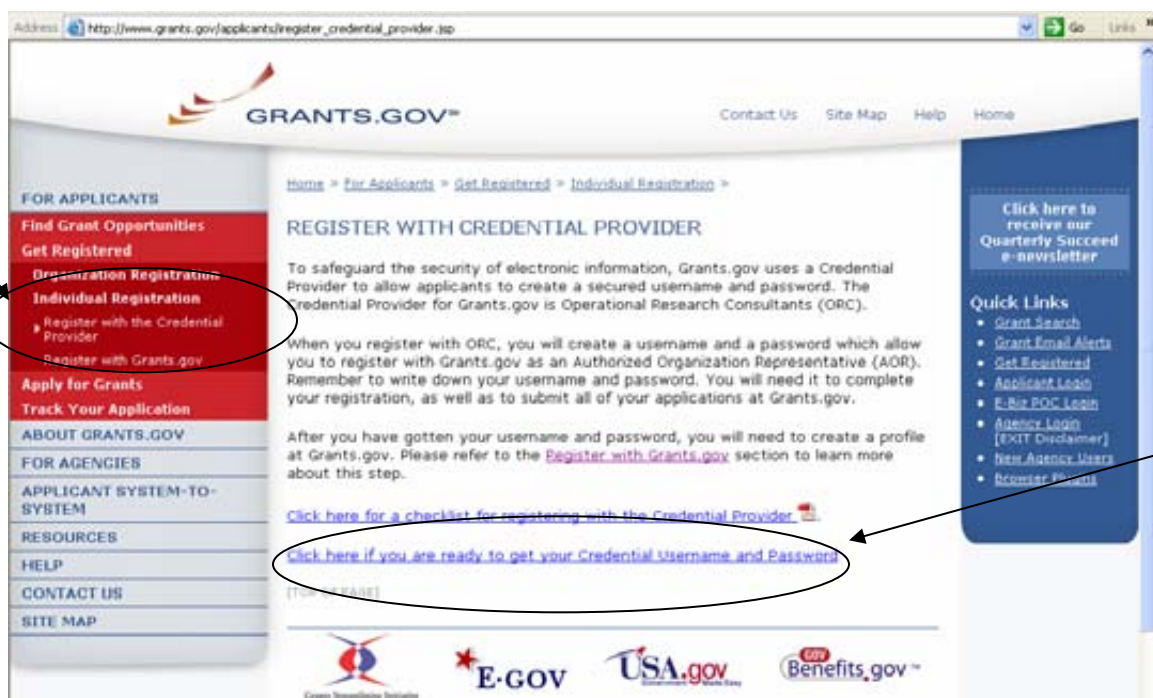 Address http://www.grants.gov/applicants/register_credential_provider.jsp Go Links »
GRANTS.GOV℠
Contact Us Site Map Help Home
FOR APPLICANTS
Find Grant Opportunities
Get Registered
Organization Registration
Individual Registration
Register with the Credential
Provider
Register with Grants.gov
Apply for Grants
Track Your Application
ABOUT GRANTS.GOV
FOR AGENCIES
APPLICANT SYSTEM-TO-
SYSTEM
RESOURCES
HELP
CONTACT US
SITE MAP
Home > For Applicants > Get Registered > Individual Registration >
REGISTER WITH CREDENTIAL PROVIDER
To safeguard the security of electronic information, Grants.gov uses a Credential
Provider to allow applicants to create a secured username and password. The
Credential Provider for Grants.gov is Operational Research Consultants (ORC).
When you register with ORC, you will create a username and a password which allow
you to register with Grants.gov as an Authorized Organization Representative (AOR).
Remember to write down your username and password. You will need it to complete
your registration, as well as to submit all of your applications at Grants.gov.
After you have gotten your username and password, you will need to create a profile
at Grants.gov. Please refer to the Register with Grants.gov section to learn more
about this step.
Click here for a checklist for registering with the Credential Provider .
Click here if you are ready to get your Credential Username and Password
[TOP OF PAGE]
Click here to
receive our
Quarterly Succeed
e-newsletter
Quick Links
Grant Search
Grant Email Alerts
Get Registered
Applicant Login
E-Biz POC Login
Agency Login
[EXIT Disclaimer]
New Agency Users
Browser Plugins
Grants Streamlining Initiative
E-GOV
USA.gov
Government Made Easy
GOV
Benefits.gov ™